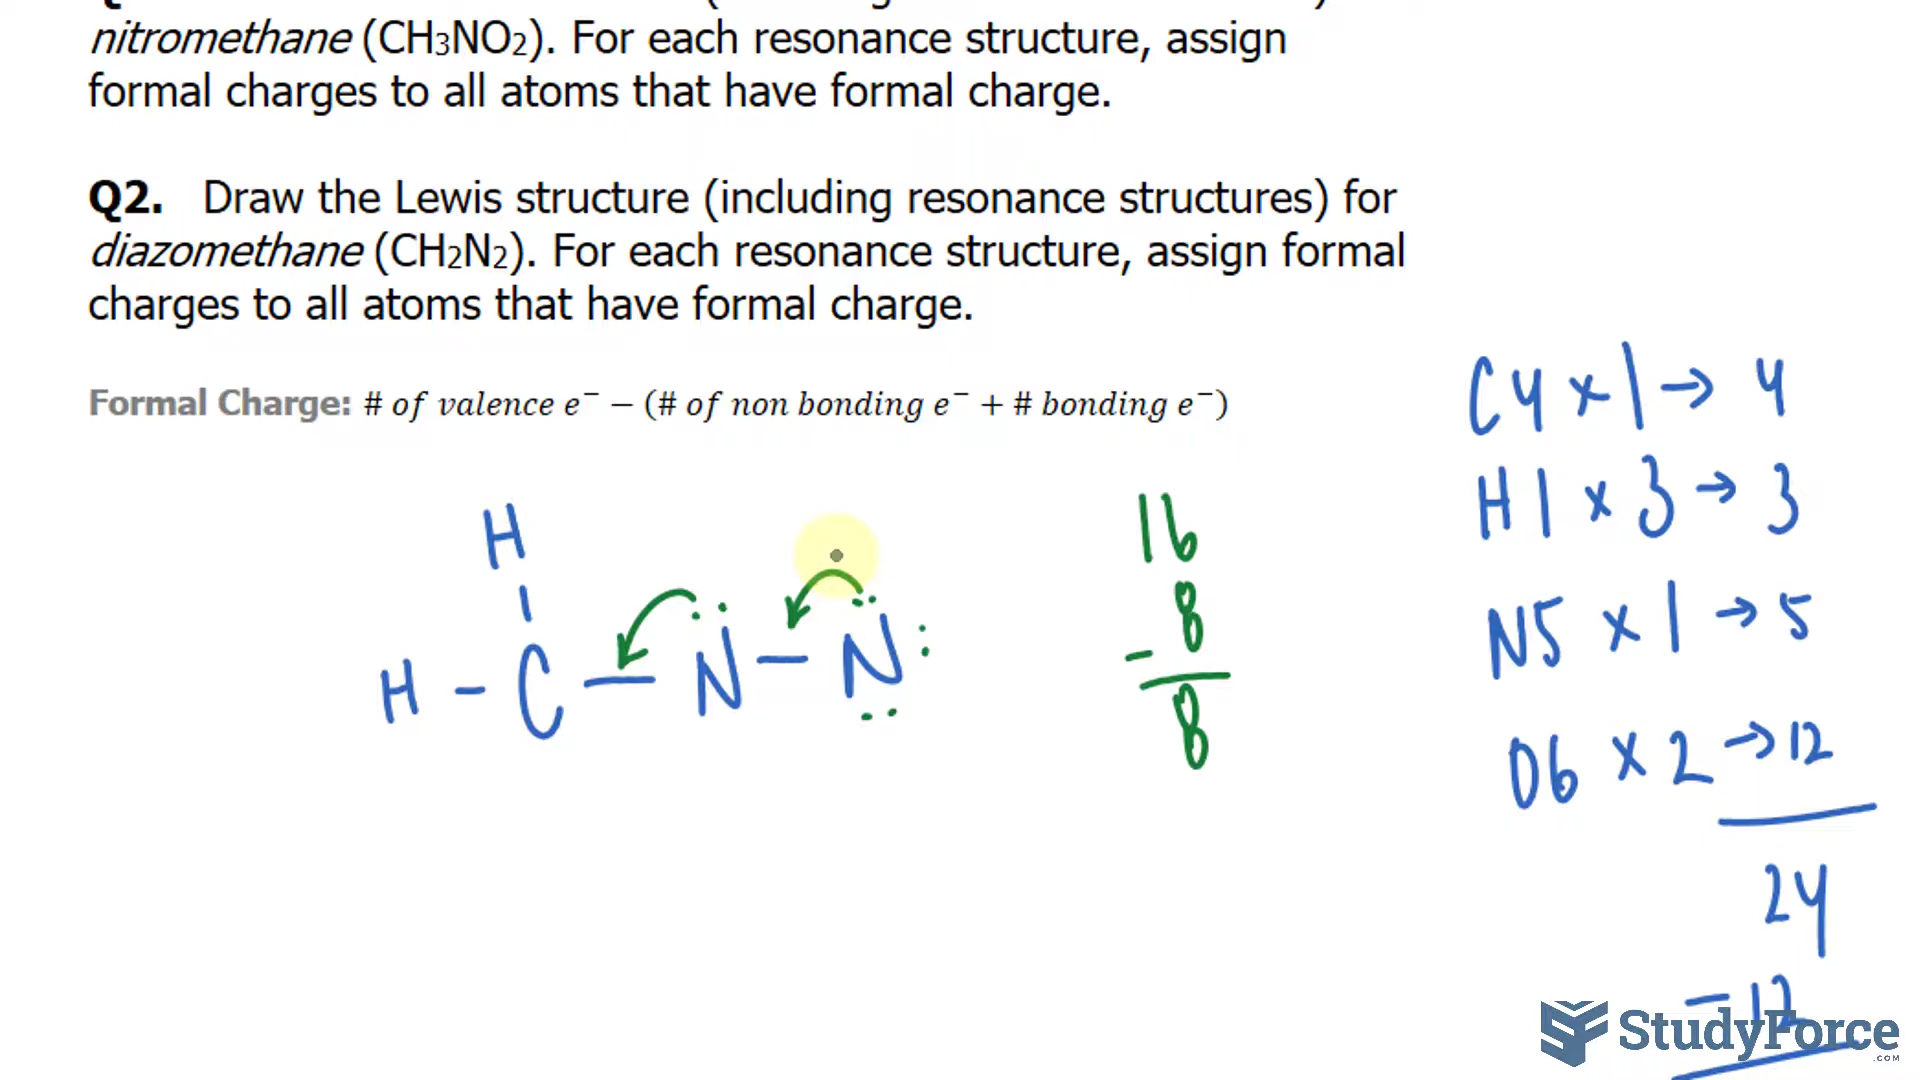 nitromethane (CH3NO2). For each resonance structure, assign
formal charges to all atoms that have formal charge.
Q2. Draw the Lewis structure (including resonance structures) for
diazomethane (CH2N2). For each resonance structure, assign formal
charges to all atoms that have formal charge.
Formal Charge: # of valence e⁻ − (# of non bonding e⁻ + # bonding e⁻)
C4 x 1 → 4
H1 x 3 → 3
N5 x 1 → 5
O6 x 2 → 12
24
- 12
H
H - C - N - N
16
- 8
8
StudyForce
.COM